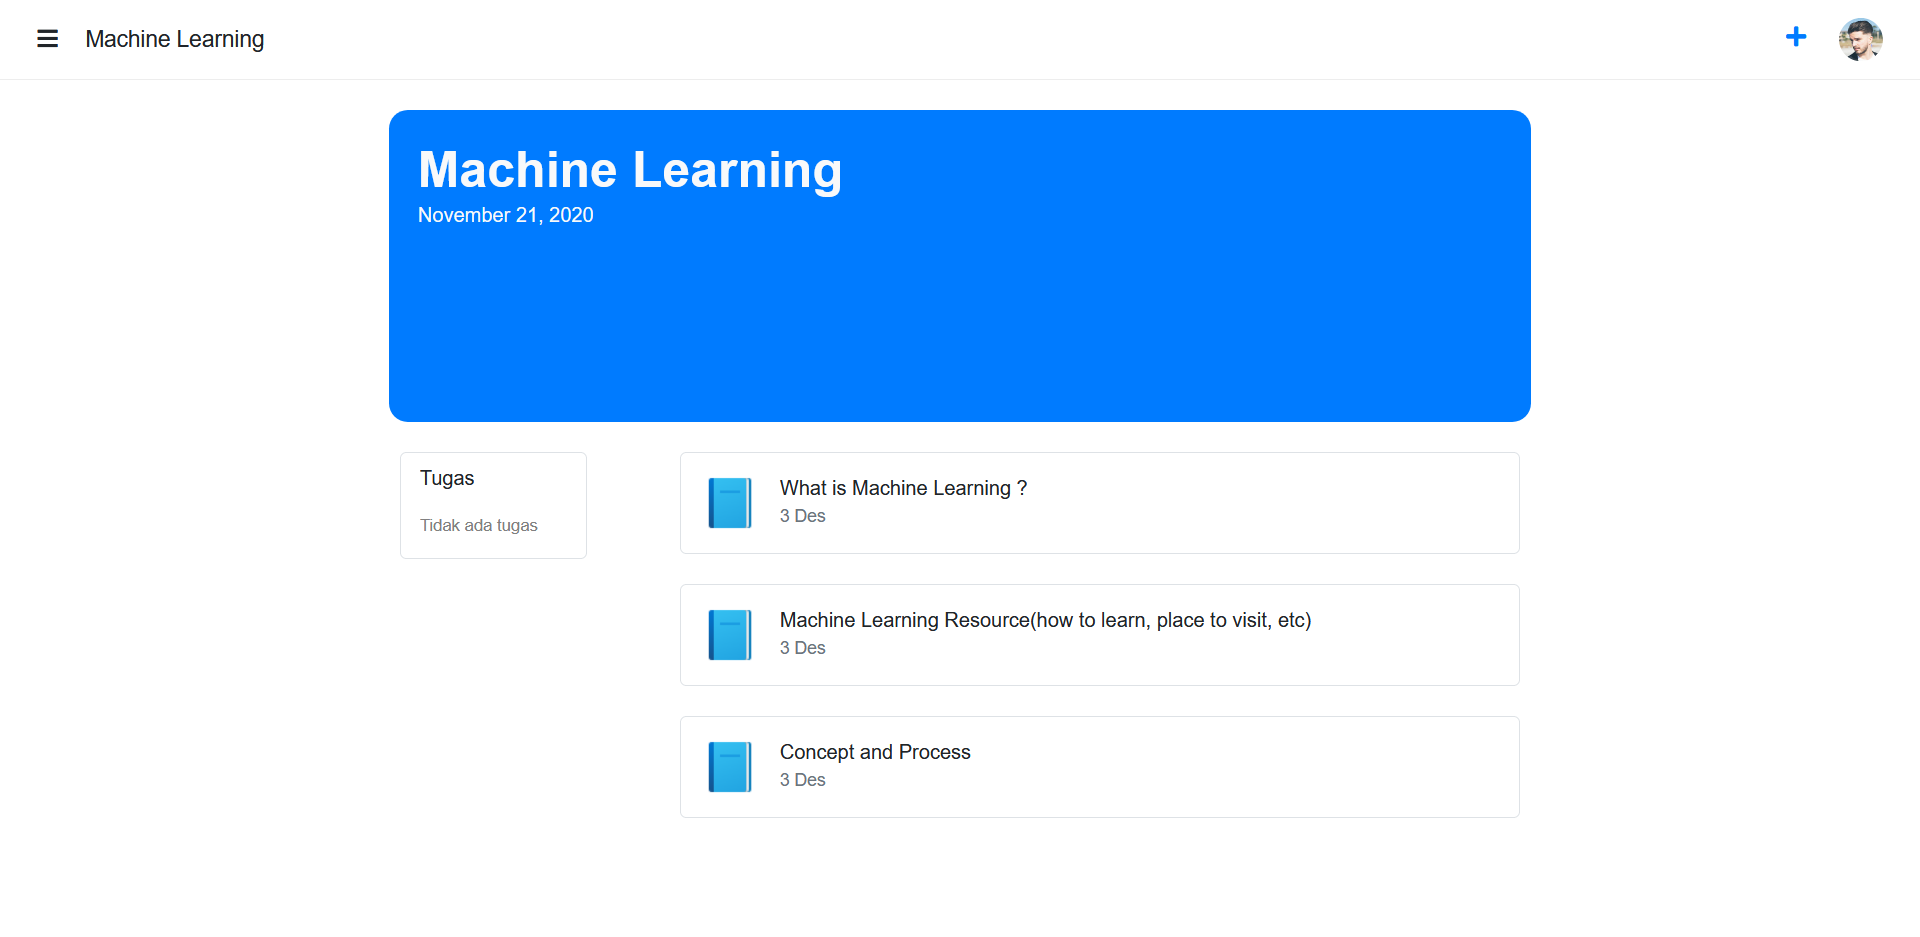 Machine Learning
Machine Learning
November 21, 2020
Tugas
Tidak ada tugas
What is Machine Learning ?
3 Des
Machine Learning Resource(how to learn, place to visit, etc)
3 Des
Concept and Process
3 Des